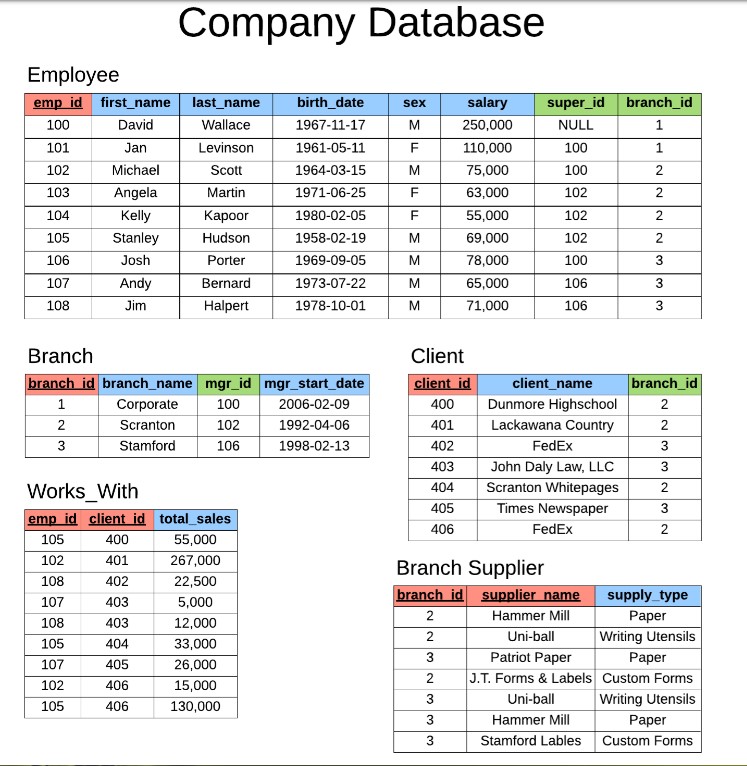 Company Database
Employee
emp_id first_name last_name birth_date sex salary super_id branch_id
100 David Wallace 1967-11-17 M 250,000 NULL 1
101 Jan Levinson 1961-05-11 F 110,000 100 1
102 Michael Scott 1964-03-15 M 75,000 100 2
103 Angela Martin 1971-06-25 F 63,000 102 2
104 Kelly Kapoor 1980-02-05 F 55,000 102 2
105 Stanley Hudson 1958-02-19 M 69,000 102 2
106 Josh Porter 1969-09-05 M 78,000 100 3
107 Andy Bernard 1973-07-22 M 65,000 106 3
108 Jim Halpert 1978-10-01 M 71,000 106 3
Branch
branch_id branch_name mgr_id mgr_start_date
1 Corporate 100 2006-02-09
2 Scranton 102 1992-04-06
3 Stamford 106 1998-02-13
Works_With
emp_id client_id total_sales
105 400 55,000
102 401 267,000
108 402 22,500
107 403 5,000
108 403 12,000
105 404 33,000
107 405 26,000
102 406 15,000
105 406 130,000
Client
client_id client_name branch_id
400 Dunmore Highschool 2
401 Lackawana Country 2
402 FedEx 3
403 John Daly Law, LLC 3
404 Scranton Whitepages 2
405 Times Newspaper 3
406 FedEx 2
Branch Supplier
branch_id supplier_name supply_type
2 Hammer Mill Paper
2 Uni-ball Writing Utensils
3 Patriot Paper Paper
2 J.T. Forms & Labels Custom Forms
3 Uni-ball Writing Utensils
3 Hammer Mill Paper
3 Stamford Lables Custom Forms